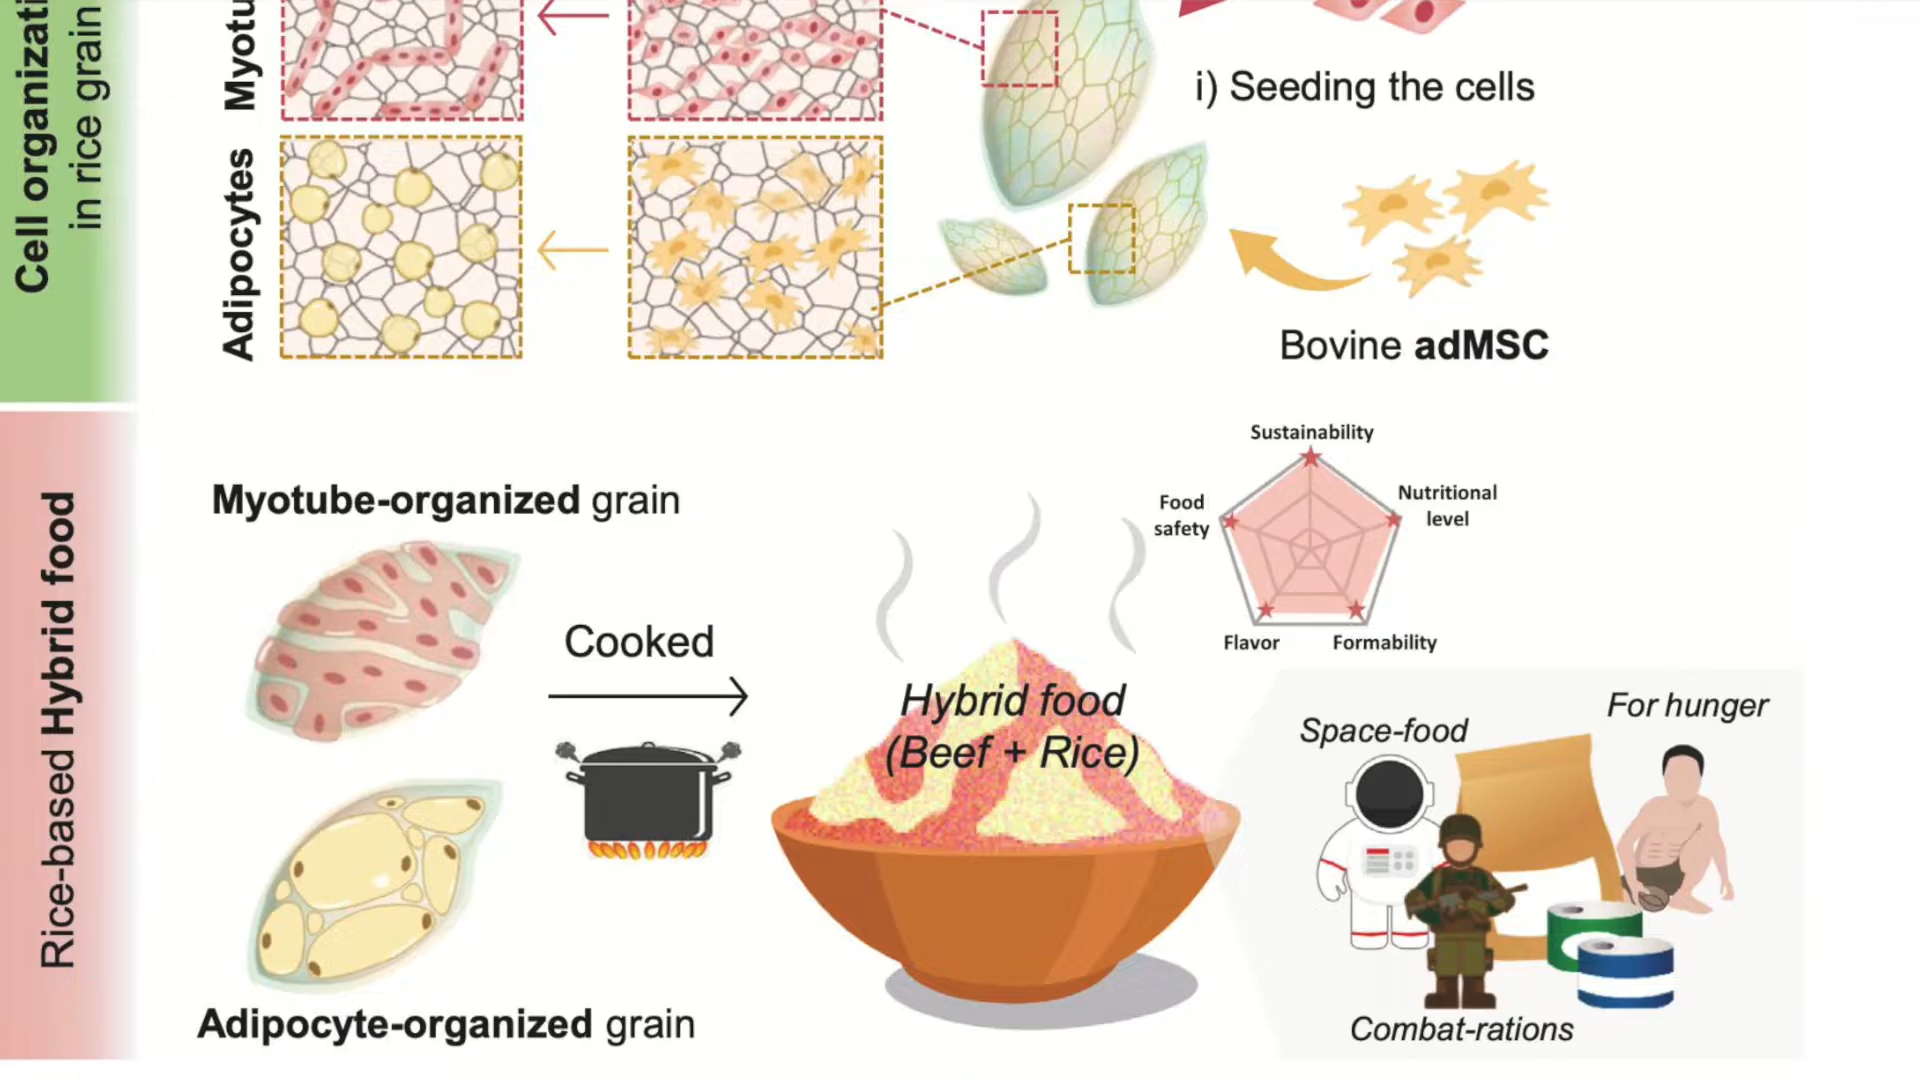 Cell organizati
in rice grain
Myotu
i) Seeding the cells
Adipocytes
Bovine adMSC
Rice-based Hybrid food
Myotube-organized grain
Cooked
Adipocyte-organized grain
Hybrid food
(Beef + Rice)
Sustainability
Food
safety
Nutritional
level
Flavor
Formability
Space-food
For hunger
Combat-rations